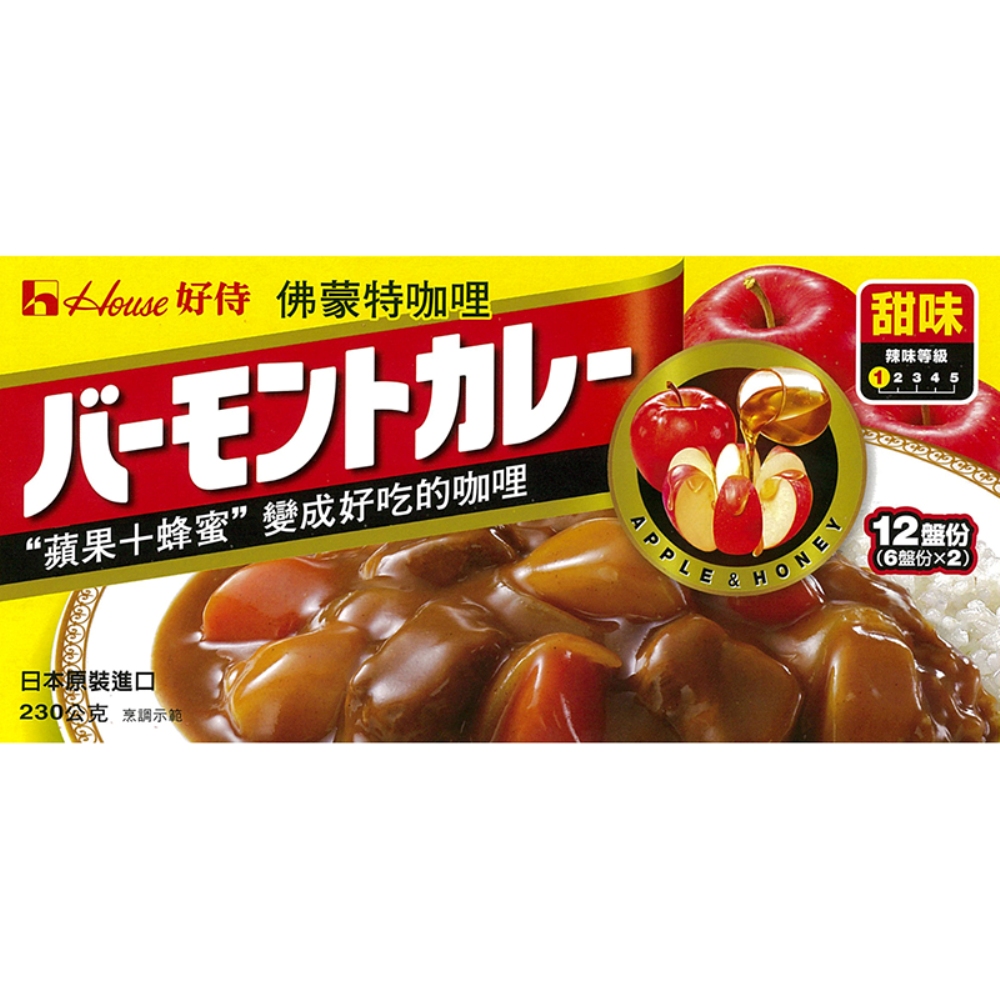 House 好侍 佛蒙特咖哩
バーモントカレー
“蘋果＋蜂蜜” 變成好吃的咖哩
甜味
辣味等級
1 2 3 4 5
APPLE & HONEY
12盤份
(6盤份×2)
日本原裝進口
230公克 烹調示範